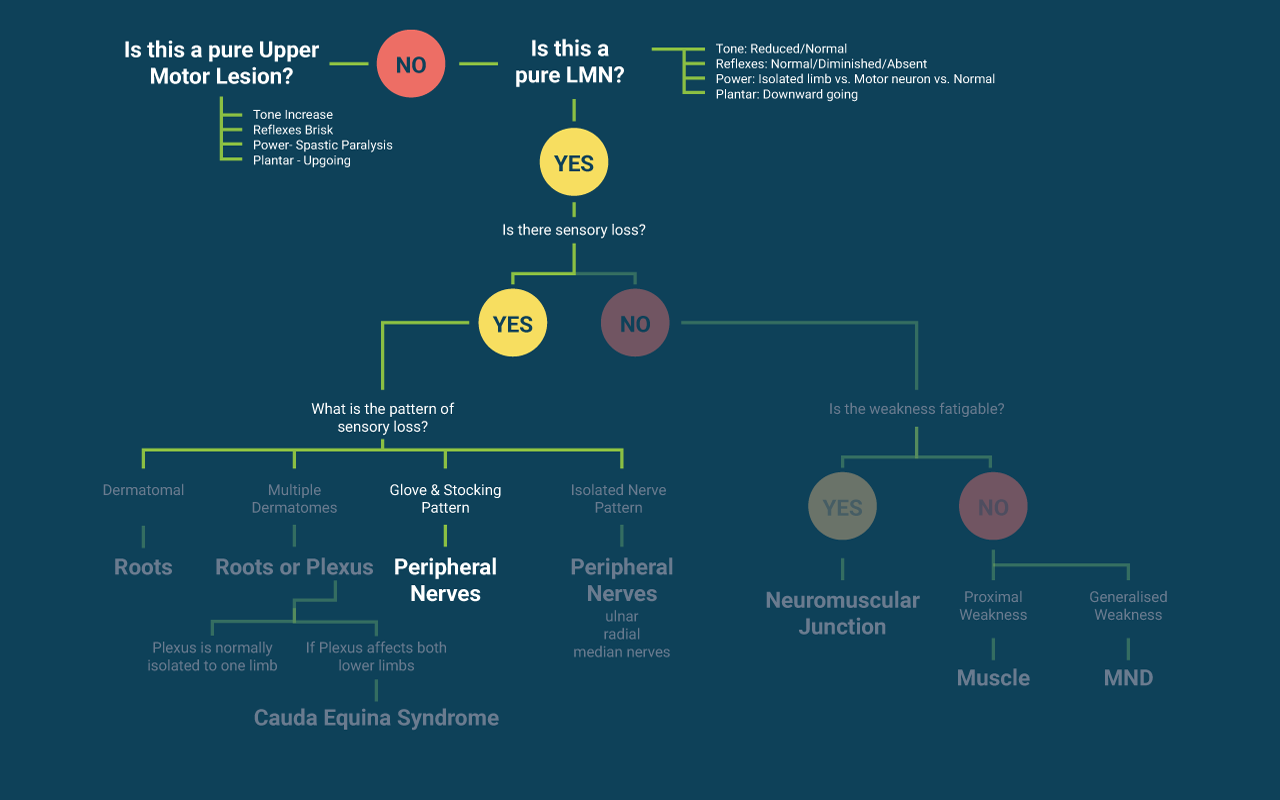 Is this a pure Upper
Motor Lesion?
NO
Is this a
pure LMN?
Tone: Reduced/Normal
Reflexes: Normal/Diminished/Absent
Power: Isolated limb vs. Motor neuron vs. Normal
Plantar: Downward going
Tone Increase
Reflexes Brisk
Power- Spastic Paralysis
Plantar - Upgoing
YES
Is there sensory loss?
YES
NO
What is the pattern of
sensory loss?
Is the weakness fatigable?
Dermatomal
Multiple
Dermatomes
Glove & Stocking
Pattern
Isolated Nerve
Pattern
YES
NO
Roots
Roots or Plexus
Peripheral
Nerves
Peripheral
Nerves
ulnar
radial
median nerves
Neuromuscular
Junction
Proximal
Weakness
Generalised
Weakness
Plexus is normally
isolated to one limb
If Plexus affects both
lower limbs
Muscle
MND
Cauda Equina Syndrome